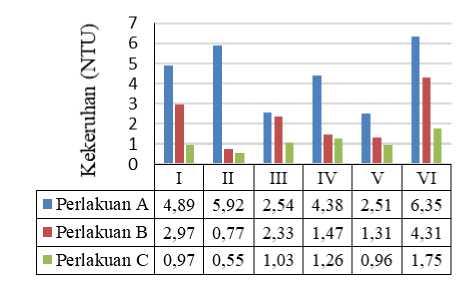 Kekeruhan (NTU)
7
6
5
4
3
2
1
0
I II III IV V VI
Perlakuan A 4,89 5,92 2,54 4,38 2,51 6,35
Perlakuan B 2,97 0,77 2,33 1,47 1,31 4,31
Perlakuan C 0,97 0,55 1,03 1,26 0,96 1,75